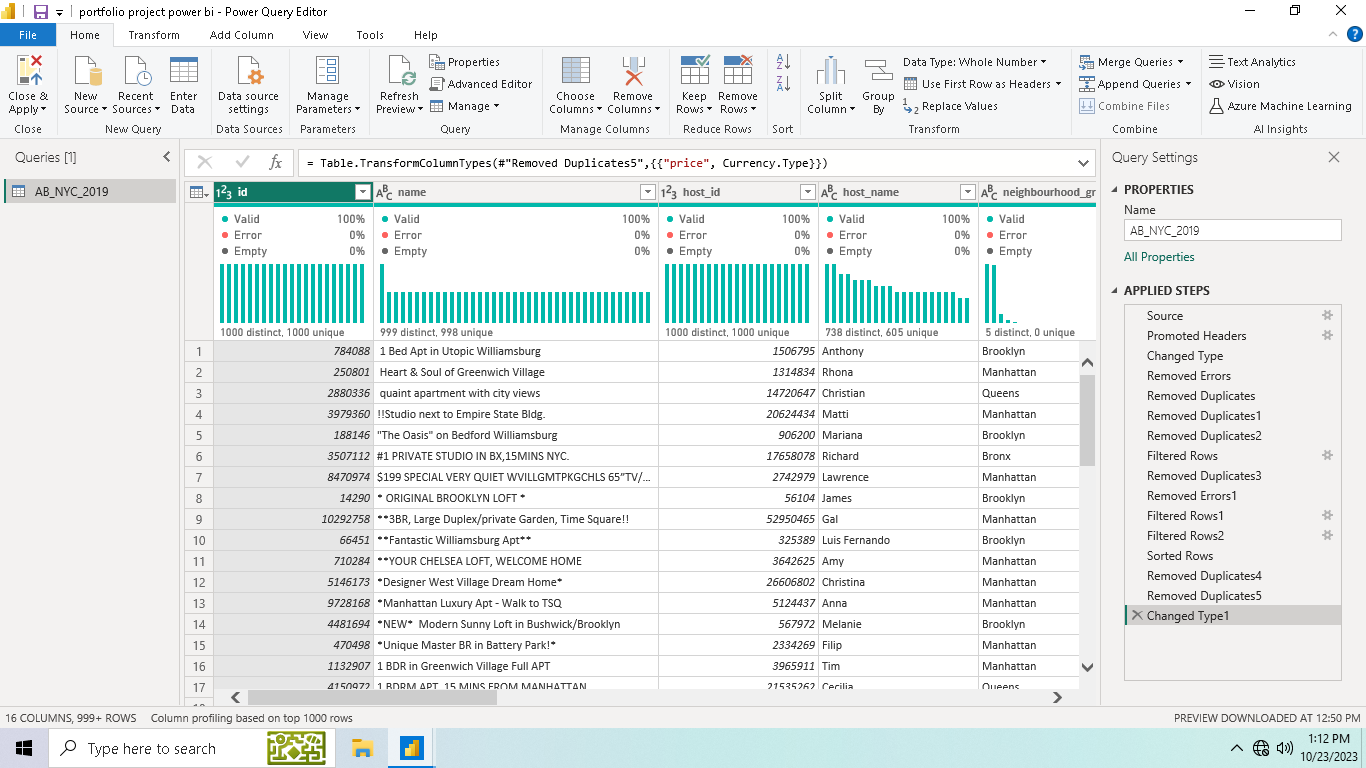 portfolio project power bi - Power Query Editor
File Home Transform Add Column View Tools Help
Close & Apply
New Source
Recent Sources
Enter Data
Data source settings
Manage Parameters
Refresh Preview
Properties
Advanced Editor
Manage
Choose Columns
Remove Columns
Keep Rows
Remove Rows
Split Column
Group By
Data Type: Whole Number
Use First Row as Headers
Replace Values
Merge Queries
Append Queries
Combine Files
Text Analytics
Vision
Azure Machine Learning
Close New Query Data Sources Parameters Query Manage Columns Reduce Rows Sort Transform Combine AI Insights
Queries [1]
AB_NYC_2019
fx = Table.TransformColumnTypes(#"Removed Duplicates5",{{"price", Currency.Type}})
id name host_id host_name neighbourhood_gr
Valid 100% Valid 100% Valid 100% Valid 100% Valid
Error 0% Error 0% Error 0% Error 0% Error
Empty 0% Empty 0% Empty 0% Empty 0% Empty
1000 distinct, 1000 unique 999 distinct, 998 unique 1000 distinct, 1000 unique 738 distinct, 605 unique 5 distinct, 0 unique
1 784088 1 Bed Apt in Utopic Williamsburg 1506795 Anthony Brooklyn
2 250801 Heart & Soul of Greenwich Village 1314834 Rhona Manhattan
3 2880336 quaint apartment with city views 14720647 Christian Queens
4 3979360 !!Studio next to Empire State Bldg. 20624434 Matti Manhattan
5 188146 "The Oasis" on Bedford Williamsburg 906200 Mariana Brooklyn
6 3507112 #1 PRIVATE STUDIO IN BX,15MINS NYC. 17658078 Richard Bronx
7 8470974 $199 SPECIAL VERY QUIET WVILLGMTPKGCHLS 65"TV/... 2742979 Lawrence Manhattan
8 14290 * ORIGINAL BROOKLYN LOFT * 56104 James Brooklyn
9 10292758 **3BR, Large Duplex/private Garden, Time Square!! 52950465 Gal Manhattan
10 66451 **Fantastic Williamsburg Apt** 325389 Luis Fernando Brooklyn
11 710284 **YOUR CHELSEA LOFT, WELCOME HOME 3642625 Amy Manhattan
12 5146173 *Designer West Village Dream Home* 26606802 Christina Manhattan
13 9728168 *Manhattan Luxury Apt - Walk to TSQ 5124437 Anna Manhattan
14 4481694 *NEW* Modern Sunny Loft in Bushwick/Brooklyn 567972 Melanie Brooklyn
15 470498 *Unique Master BR in Battery Park!* 2334269 Filip Manhattan
16 1132907 1 BDR in Greenwich Village Full APT 3965911 Tim Manhattan
17 4150972 1 BDRM APT, 15 MINS FROM MANHATTAN 21535262 Cecilia Queens
Query Settings
PROPERTIES
Name
AB_NYC_2019
All Properties
APPLIED STEPS
Source
Promoted Headers
Changed Type
Removed Errors
Removed Duplicates
Removed Duplicates1
Removed Duplicates2
Filtered Rows
Removed Duplicates3
Removed Errors1
Filtered Rows1
Filtered Rows2
Sorted Rows
Removed Duplicates4
Removed Duplicates5
Changed Type1
16 COLUMNS, 999+ ROWS Column profiling based on top 1000 rows PREVIEW DOWNLOADED AT 12:50 PM
Type here to search
1:12 PM
10/23/2023